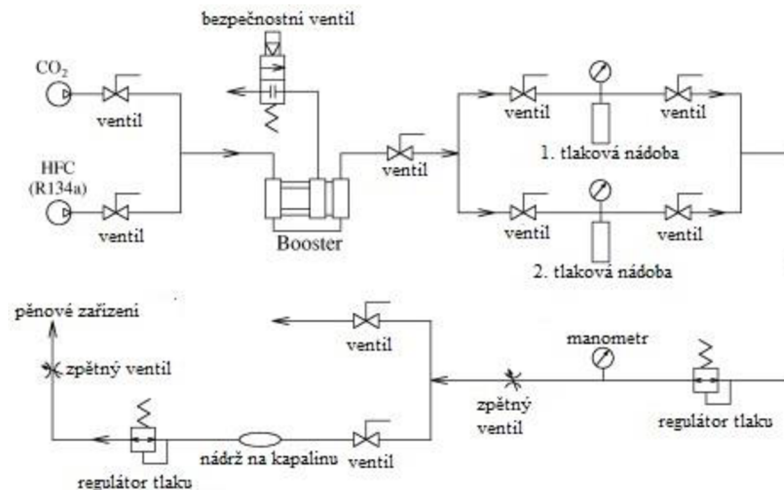 bezpečnostní ventil
CO2
ventil
HFC
(R134a)
ventil
Booster
ventil
ventil
ventil
1. tlaková nádoba
ventil
ventil
2. tlaková nádoba
pěnové zařízení
zpětný ventil
regulátor tlaku
nádrž na kapalinu
ventil
ventil
zpětný
ventil
manometr
regulátor tlaku